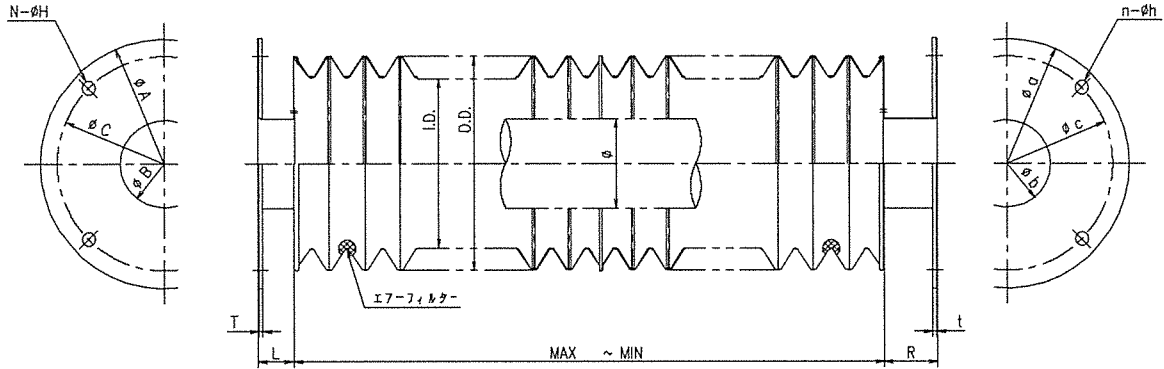 N-ØH
n-Øh
ØA
ØC
ØB
I.D.
D.D.
Ø
Øa
Øc
Øb
エアーフィルター
T
t
L
MAX ~ MIN
R